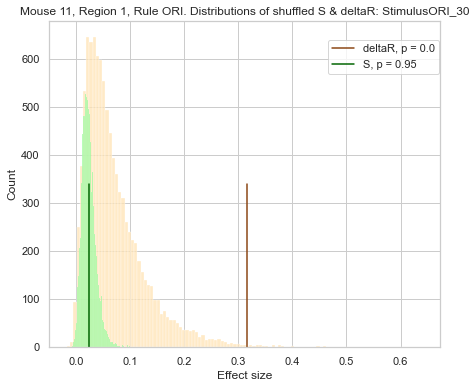 Mouse 11, Region 1, Rule ORI. Distributions of shuffled S & deltaR: StimulusORI_30
deltaR, p = 0.0
S, p = 0.95
Count
600
500
400
300
200
100
0
0.0 0.1 0.2 0.3 0.4 0.5 0.6
Effect size